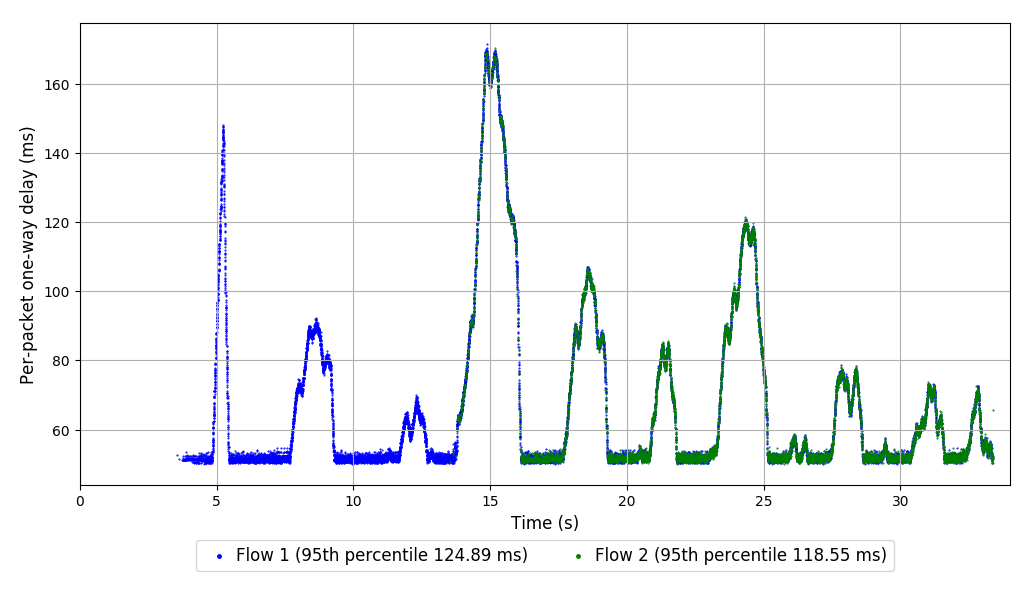 160
140
120
100
80
60
Per-packet one-way delay (ms)
0 5 10 15 20 25 30
Time (s)
Flow 1 (95th percentile 124.89 ms) Flow 2 (95th percentile 118.55 ms)